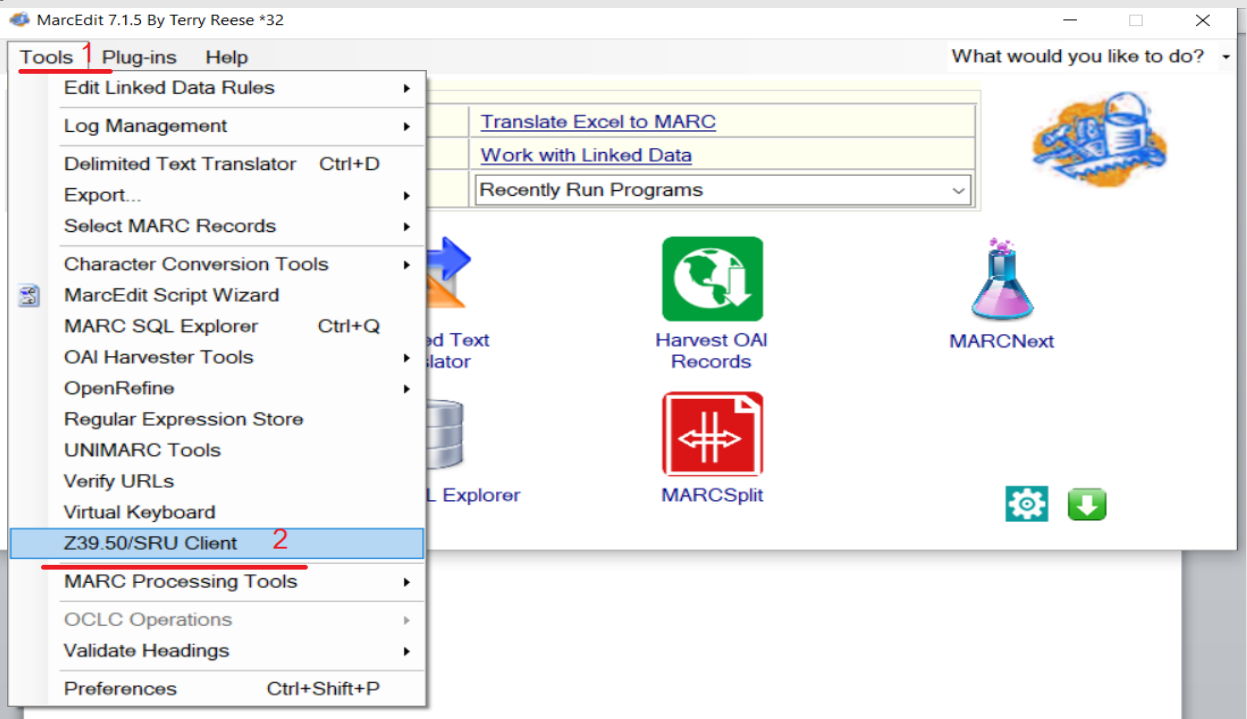 MarcEdit 7.1.5 By Terry Reese *32
Tools 1 Plug-ins Help What would you like to do?
Edit Linked Data Rules
Log Management
Delimited Text Translator Ctrl+D
Export...
Select MARC Records
Character Conversion Tools
MarcEdit Script Wizard
MARC SQL Explorer Ctrl+Q
OAI Harvester Tools
OpenRefine
Regular Expression Store
UNIMARC Tools
Verify URLs
Virtual Keyboard
Z39.50/SRU Client 2
MARC Processing Tools
OCLC Operations
Validate Headings
Preferences Ctrl+Shift+P
Translate Excel to MARC
Work with Linked Data
Recently Run Programs
ed Text
slator
Harvest OAI
Records
MARCNext
L Explorer
MARCSplit